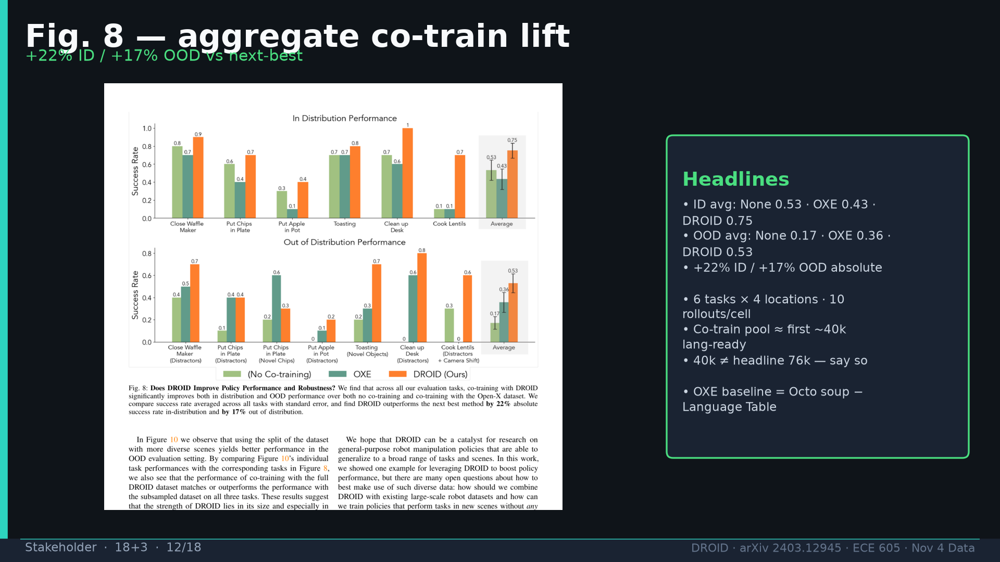 Fig. 8 — aggregate co-train lift
+22% ID / +17% OOD vs next-best
In Distribution Performance
Success Rate
1.0
0.8
0.6
0.4
0.2
0.0
0.8 0.7 0.9
0.6 0.4 0.7
0.3 0.1 0.4
0.7 0.7 0.8
0.7 0.6 1
0.1 0.1 0.7
0.53 0.43 0.75
Close Waffle
Maker
Put Chips
in Plate
Put Apple
in Pot
Toasting
Clean up
Desk
Cook Lentils
Average
Out of Distribution Performance
Success Rate
0.8
0.6
0.4
0.2
0.0
0.4 0.5 0.7
0.1 0.4 0.4
0.2 0.6 0.3
0 0.1 0.2
0.2 0.3 0.7
0 0.6 0.8
0.3 0 0.6
0.17 0.36 0.53
Close Waffle
Maker
(Distractors)
Put Chips
in Plate
(Distractors)
Put Chips
in Plate
(Novel Chips)
Put Apple
in Pot
(Distractors)
Toasting
(Novel Objects)
Clean up
Desk
(Distractors)
Cook Lentils
(Distractors
+ Camera Shift)
Average
(No Co-training) OXE DROID (Ours)
Fig. 8: Does DROID Improve Policy Performance and Robustness? We find that across all our evaluation tasks, co-training with DROID
significantly improves both in distribution and OOD performance over both no co-training and co-training with the Open-X dataset. We
compare success rate averaged across all tasks with standard error, and find DROID outperforms the next best method by 22% absolute
success rate in-distribution and by 17% out of distribution.
In Figure 10 we observe that using the split of the dataset
with more diverse scenes yields better performance in the
OOD evaluation setting. By comparing Figure 10's individual
task performances with the corresponding tasks in Figure 8,
we also see that the performance of co-training with the full
DROID dataset matches or outperforms the performance with
the subsampled dataset on all three tasks. These results suggest
that the strength of DROID lies in its size and especially in
We hope that DROID can be a catalyst for research on
general-purpose robot manipulation policies that are able to
generalize to a broad range of tasks and scenes. In this work,
we showed one example for leveraging DROID to boost policy
performance, but there are many open questions about how to
best make use of such diverse data: how should we combine
DROID with existing large-scale robot datasets and how can
we train policies that perform tasks in new scenes without any
Headlines
• ID avg: None 0.53 · OXE 0.43 ·
DROID 0.75
• OOD avg: None 0.17 · OXE 0.36 ·
DROID 0.53
• +22% ID / +17% OOD absolute
• 6 tasks × 4 locations · 10
rollouts/cell
• Co-train pool ≈ first ~40k
lang-ready
• 40k ≠ headline 76k — say so
• OXE baseline = Octo soup −
Language Table
Stakeholder · 18+3 · 12/18
DROID · arXiv 2403.12945 · ECE 605 · Nov 4 Data